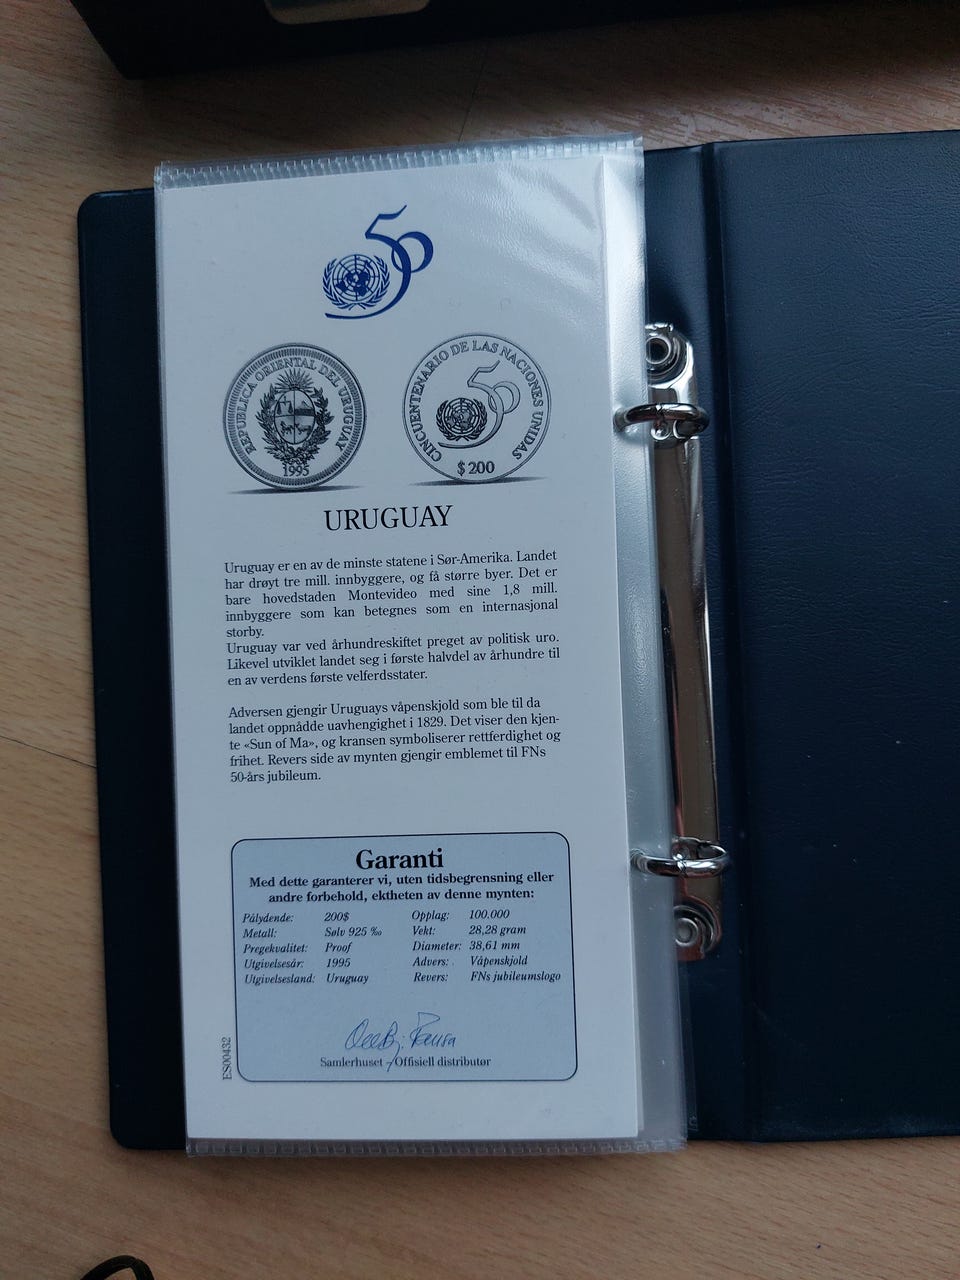 50
REPUBLICA ORIENTAL DEL URUGUAY
1995
CINCUENTENARIO DE LAS NACIONES UNIDAS
50
$ 200
URUGUAY
Uruguay er en av de minste statene i Sør-Amerika. Landet
har drøyt tre mill. innbyggere, og få større byer. Det er
bare hovedstaden Montevideo med sine 1,8 mill.
innbyggere som kan betegnes som en internasjonal
storby.
Uruguay var ved århundreskiftet preget av politisk uro.
Likevel utviklet landet seg i første halvdel av århundre til
en av verdens første velferdsstater.
Adversen gjengir Uruguays våpenskjold som ble til da
landet oppnådde uavhengighet i 1829. Det viser den kjen-
te «Sun of Ma», og kransen symboliserer rettferdighet og
frihet. Revers side av mynten gjengir emblemet til FNs
50-års jubileum.
Garanti
Med dette garanterer vi, uten tidsbegrensning eller
andre forbehold, ektheten av denne mynten:
Pålydende: 200$ Opplag: 100.000
Metall: Sølv 925 ‰ Vekt: 28,28 gram
Pregekvalitet: Proof Diameter: 38,61 mm
Utgivelsesår: 1995 Advers: Våpenskjold
Utgivelsesland: Uruguay Revers: FNs jubileumslogo
Samlerhuset - Offisiell distributør
ES00432